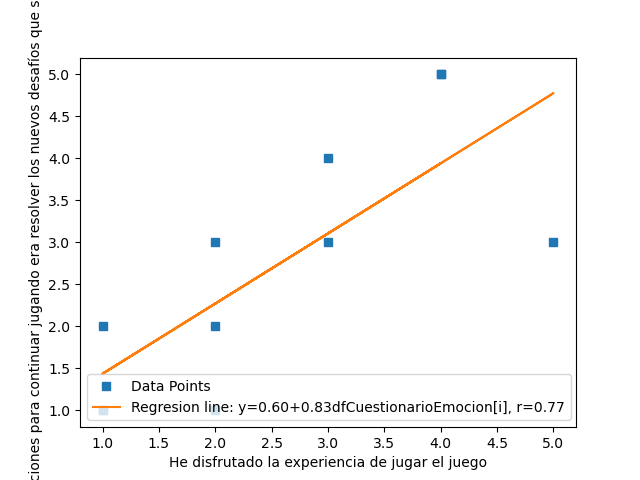 ciones para continuar jugando era resolver los nuevos desafíos que s
5.0
4.5
4.0
3.5
3.0
2.5
2.0
1.5
1.0
Data Points
Regresion line: y=0.60+0.83dfCuestionarioEmocion[i], r=0.77
1.0 1.5 2.0 2.5 3.0 3.5 4.0 4.5 5.0
He disfrutado la experiencia de jugar el juego